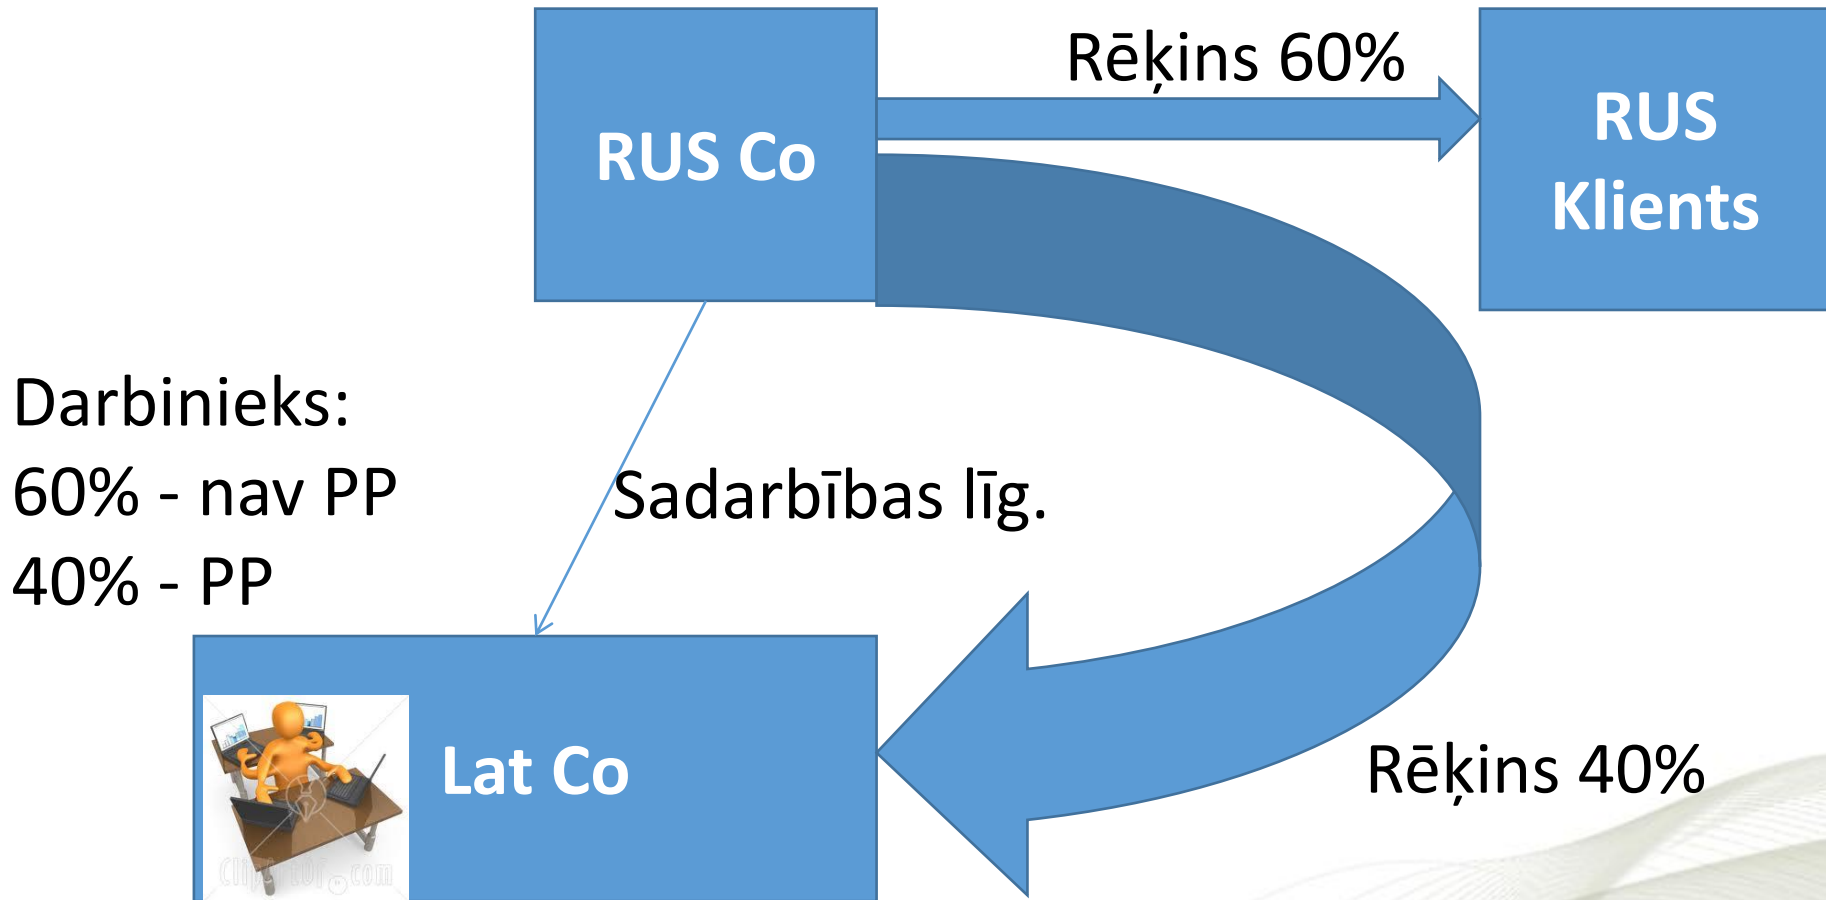 RUS Co
Rēķins 60%
RUS
Klients
Darbinieks:
60% - nav PP
40% - PP
Sadarbības līg.
Lat Co
Rēķins 40%